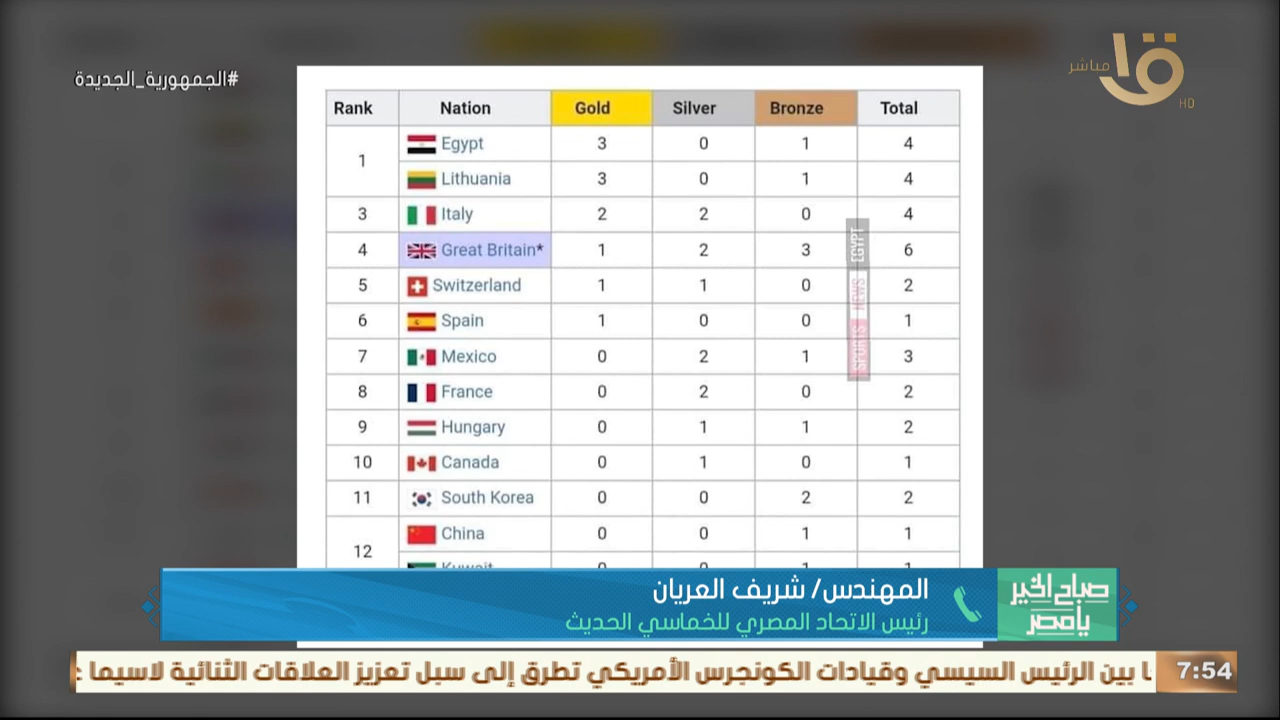 #الجمهورية_الجديدة
مباشر
HD
Rank Nation Gold Silver Bronze Total
1 Egypt 3 0 1 4
Lithuania 3 0 1 4
3 Italy 2 2 0 4
4 Great Britain* 1 2 3 6
5 Switzerland 1 1 0 2
6 Spain 1 0 0 1
7 Mexico 0 2 1 3
8 France 0 2 0 2
9 Hungary 0 1 1 2
10 Canada 0 1 0 1
11 South Korea 0 0 2 2
12 China 0 0 1 1
SPORTS NEWS EGYPT
صباح الخير
يا مصر
المهندس/ شريف العريان
رئيس الاتحاد المصري للخماسي الحديث
7:54
بين الرئيس السيسي وقيادات الكونجرس الأمريكي تطرق إلى سبل تعزيز العلاقات الثنائية لاسيما